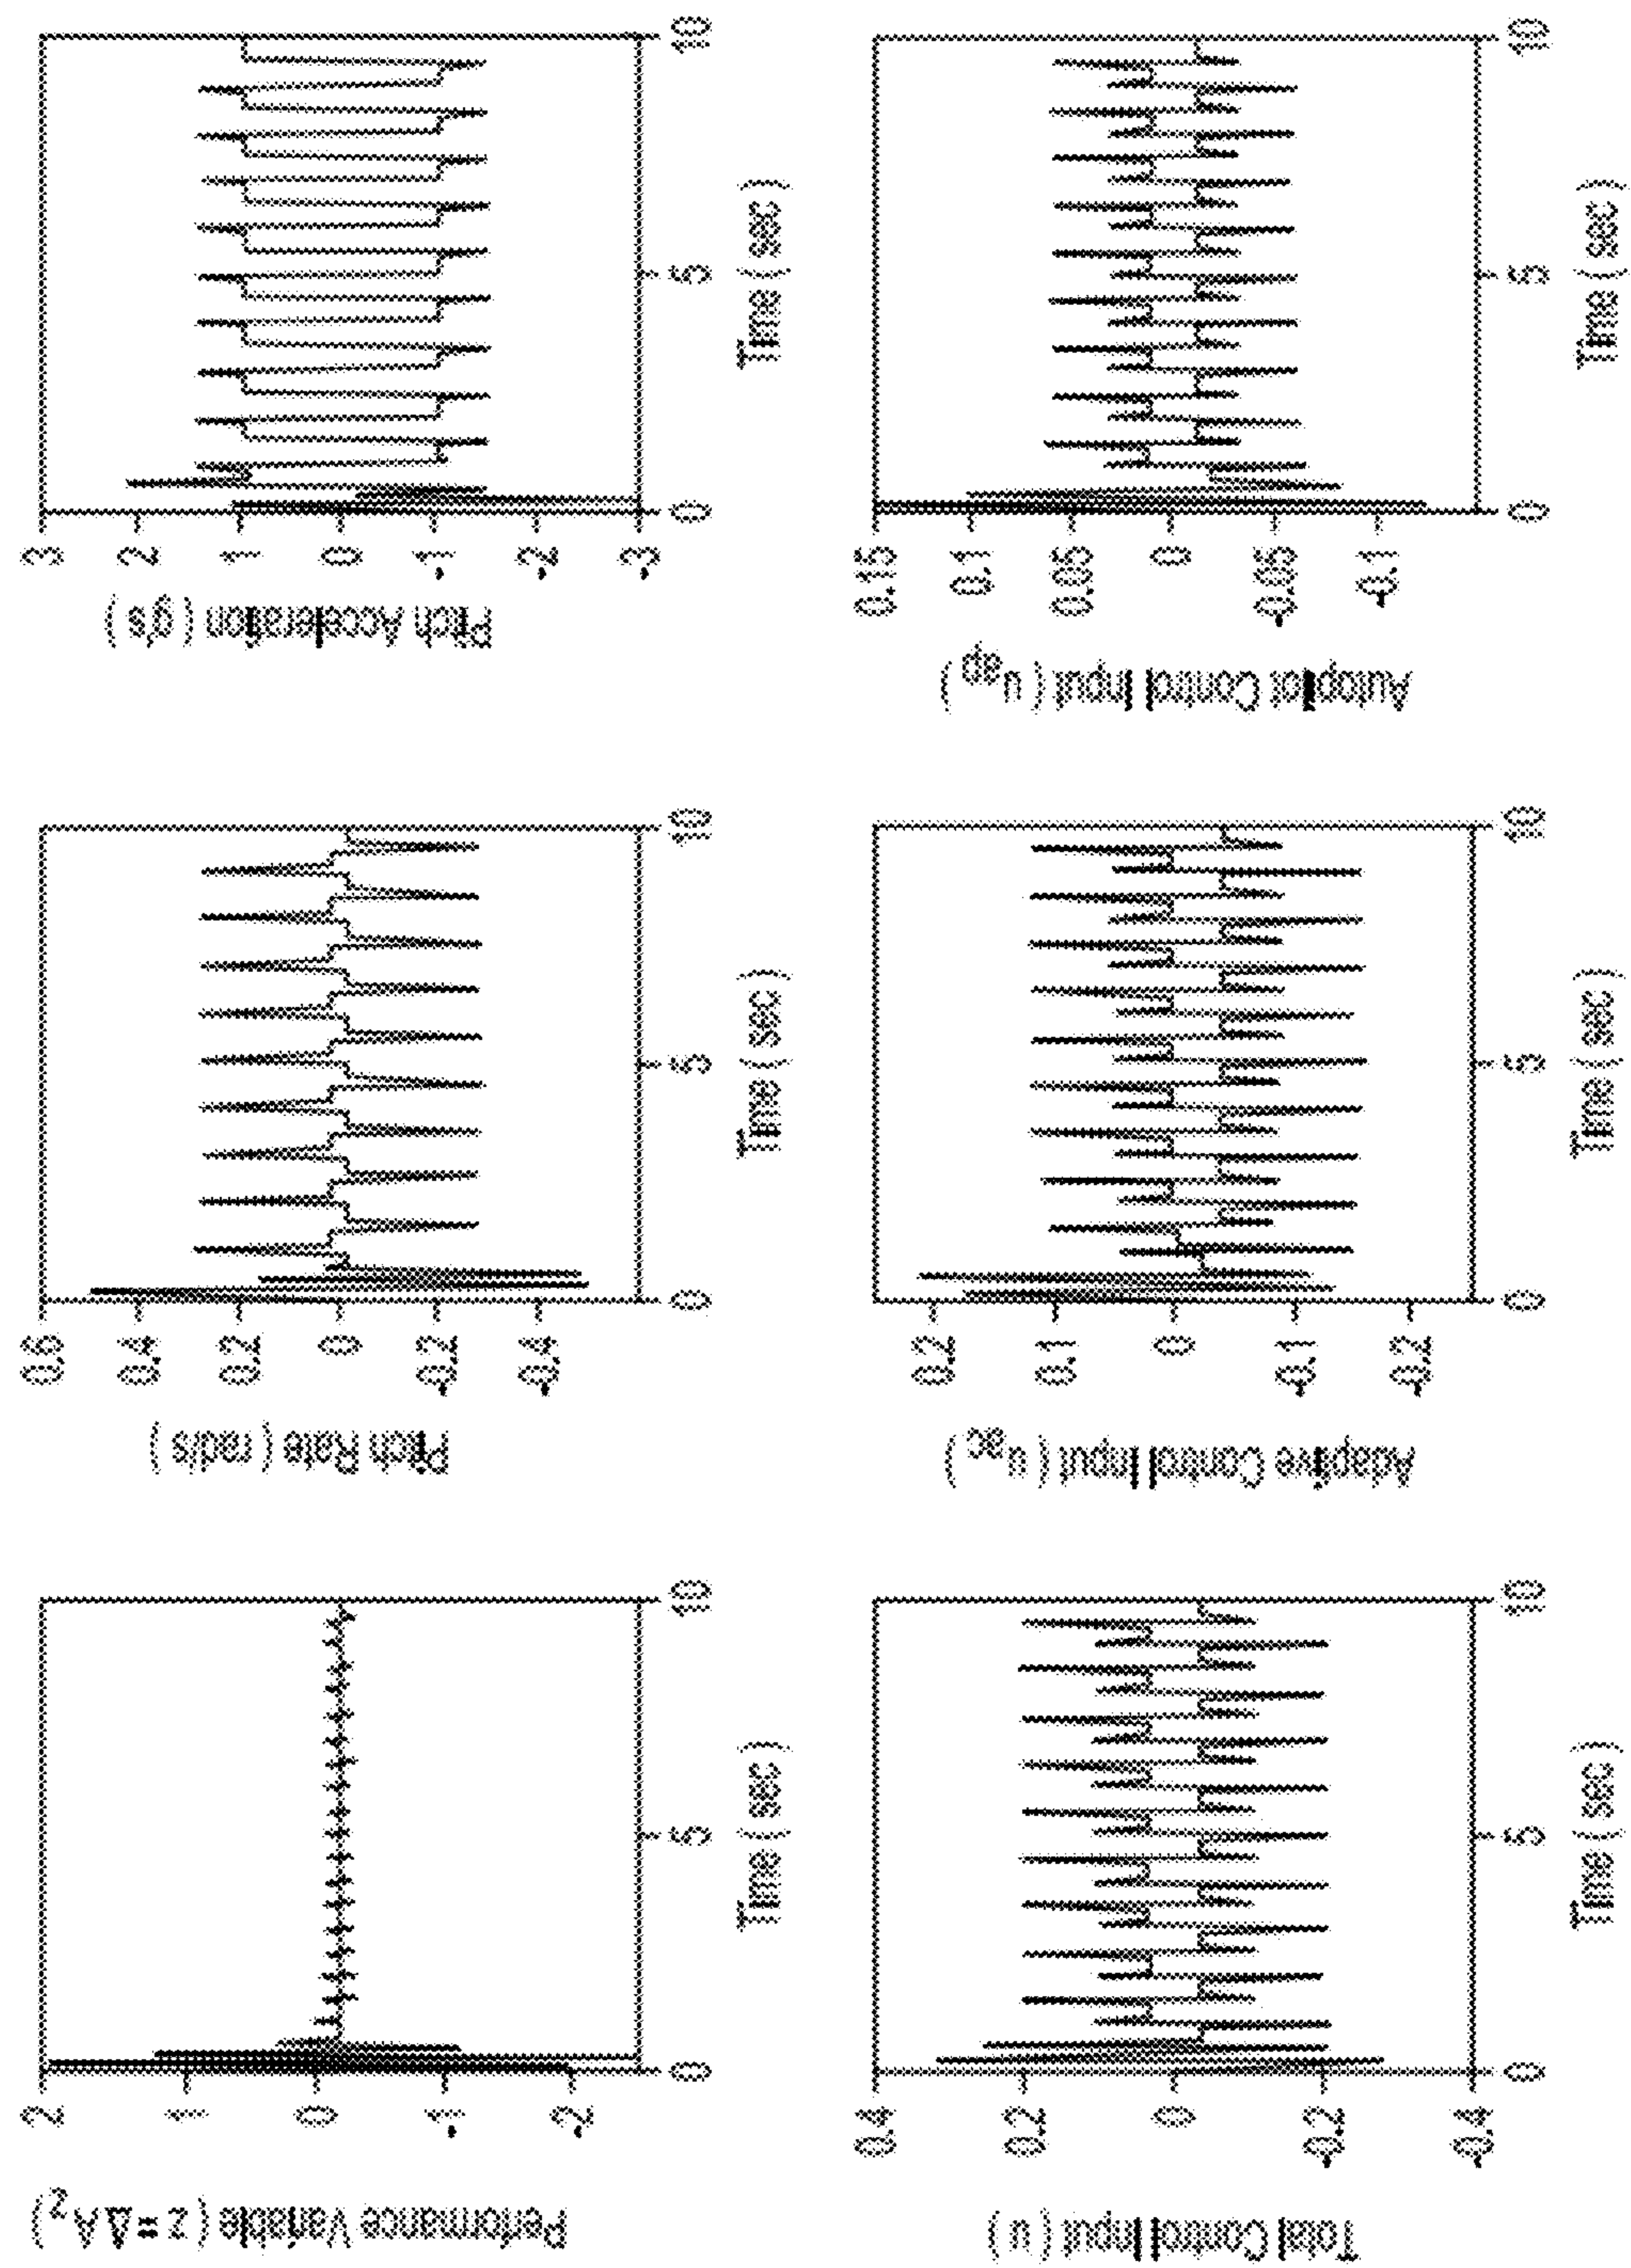 Performance Variable ( z = ΔA_z )
2
1
0
-1
-2
0 5 10
Time ( sec )
Pitch Rate ( rad/s )
0.6
0.4
0.2
0
-0.2
-0.4
0 5 10
Time ( sec )
Pitch Acceleration ( g's )
3
2
1
0
-1
-2
-3
0 5 10
Time ( sec )
Total Control Input ( u )
0.4
0.2
0
-0.2
-0.4
0 5 10
Time ( sec )
Adaptive Control Input ( u_ac )
0.2
0.1
0
-0.1
-0.2
0 5 10
Time ( sec )
Autopilot Control Input ( u_ap )
0.15
0.1
0.05
0
-0.05
-0.1
0 5 10
Time ( sec )